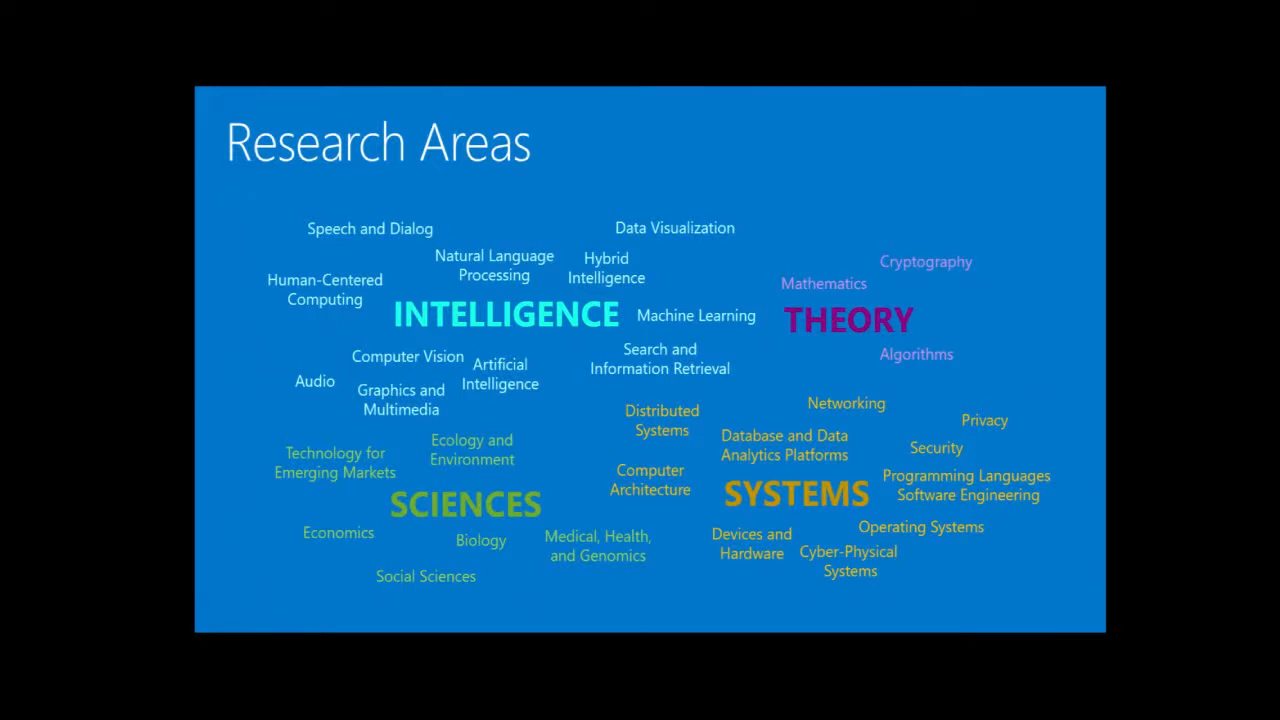 Research Areas
Speech and Dialog
Data Visualization
Natural Language
Processing
Hybrid
Intelligence
Human-Centered
Computing
INTELLIGENCE
Machine Learning
Cryptography
Mathematics
THEORY
Algorithms
Computer Vision
Artificial
Intelligence
Search and
Information Retrieval
Audio
Graphics and
Multimedia
Distributed
Systems
Networking
Privacy
Database and Data
Analytics Platforms
Security
Technology for
Emerging Markets
Ecology and
Environment
Computer
Architecture
Programming Languages
Software Engineering
SCIENCES
SYSTEMS
Economics
Biology
Medical, Health,
and Genomics
Devices and
Hardware
Operating Systems
Cyber-Physical
Systems
Social Sciences